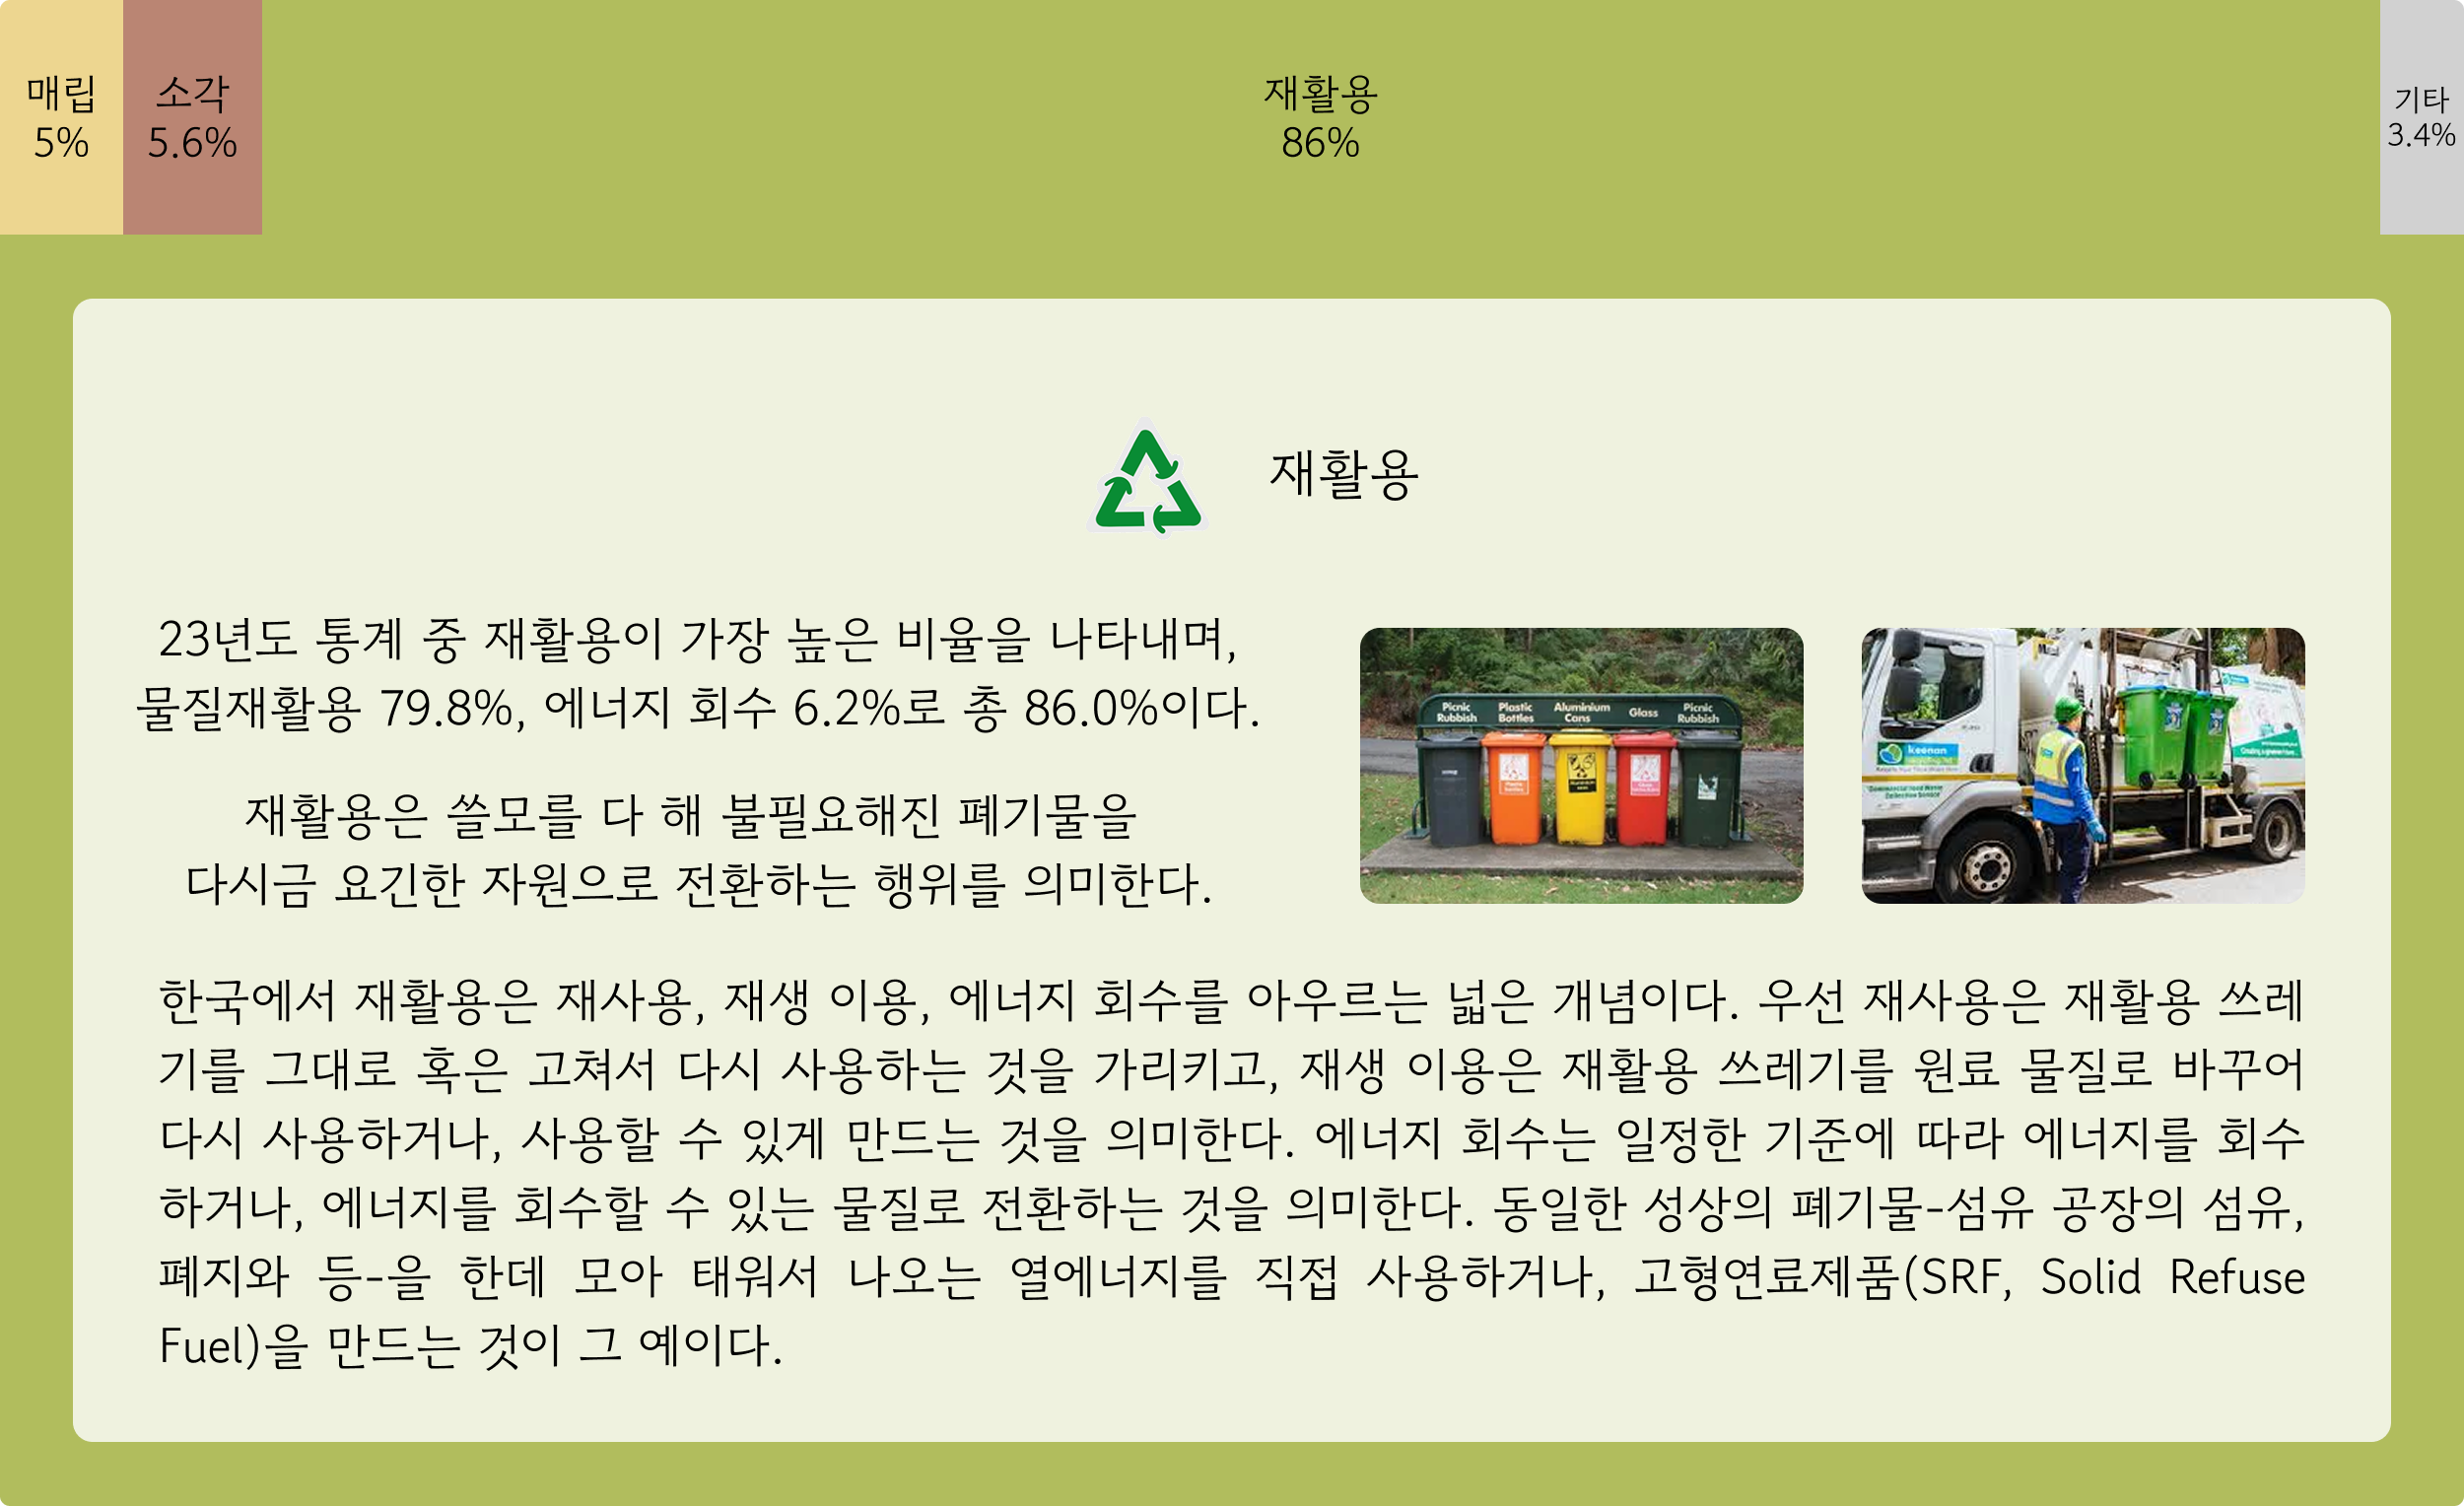 매립
5%
소각
5.6%
재활용
86%
기타
3.4%
재활용
23년도 통계 중 재활용이 가장 높은 비율을 나타내며,
물질재활용 79.8%, 에너지 회수 6.2%로 총 86.0%이다.
재활용은 쓸모를 다 해 불필요해진 폐기물을
다시금 요긴한 자원으로 전환하는 행위를 의미한다.
Picnic Rubbish
Plastic Bottles
Aluminium Cans
Glass
Picnic Rubbish
keenan
한국에서 재활용은 재사용, 재생 이용, 에너지 회수를 아우르는 넓은 개념이다. 우선 재사용은 재활용 쓰레
기를 그대로 혹은 고쳐서 다시 사용하는 것을 가리키고, 재생 이용은 재활용 쓰레기를 원료 물질로 바꾸어
다시 사용하거나, 사용할 수 있게 만드는 것을 의미한다. 에너지 회수는 일정한 기준에 따라 에너지를 회수
하거나, 에너지를 회수할 수 있는 물질로 전환하는 것을 의미한다. 동일한 성상의 폐기물-섬유 공장의 섬유,
폐지와 등-을 한데 모아 태워서 나오는 열에너지를 직접 사용하거나, 고형연료제품(SRF, Solid Refuse
Fuel)을 만드는 것이 그 예이다.